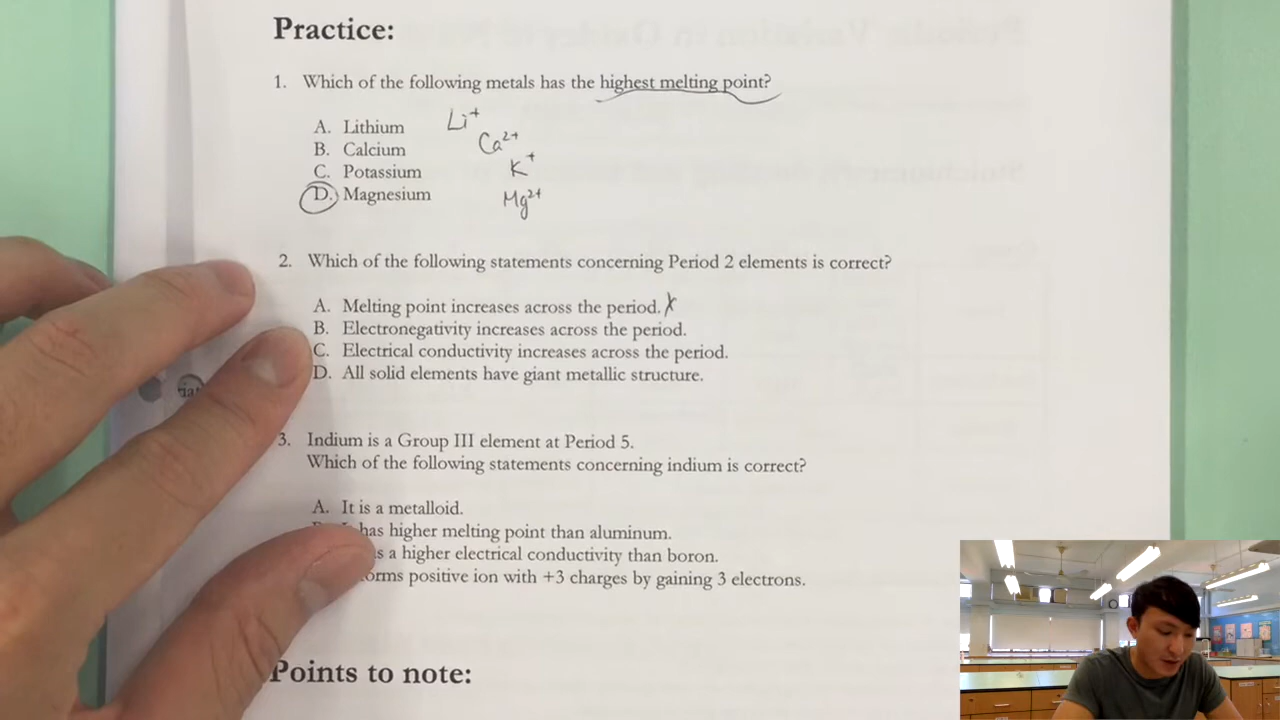 Practice:
1. Which of the following metals has the highest melting point?
A. Lithium Li+
B. Calcium Ca2+
C. Potassium K+
D. Magnesium Mg2+
2. Which of the following statements concerning Period 2 elements is correct?
A. Melting point increases across the period. X
B. Electronegativity increases across the period.
C. Electrical conductivity increases across the period.
D. All solid elements have giant metallic structure.
3. Indium is a Group III element at Period 5.
Which of the following statements concerning indium is correct?
A. It is a metalloid.
has higher melting point than aluminum.
a higher electrical conductivity than boron.
positive ion with +3 charges by gaining 3 electrons.
Points to note: